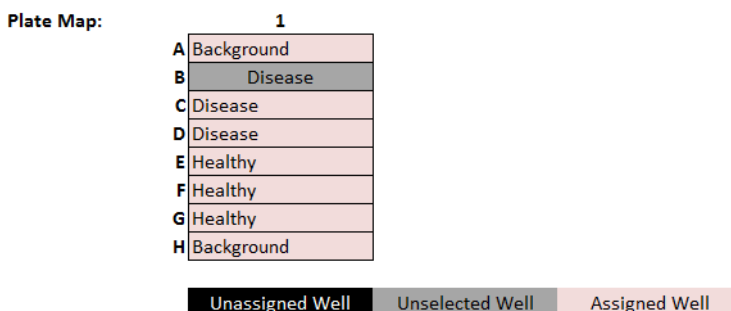 Plate Map: 1
A Background
B Disease
C Disease
D Disease
E Healthy
F Healthy
G Healthy
H Background
Unassigned Well Unselected Well Assigned Well